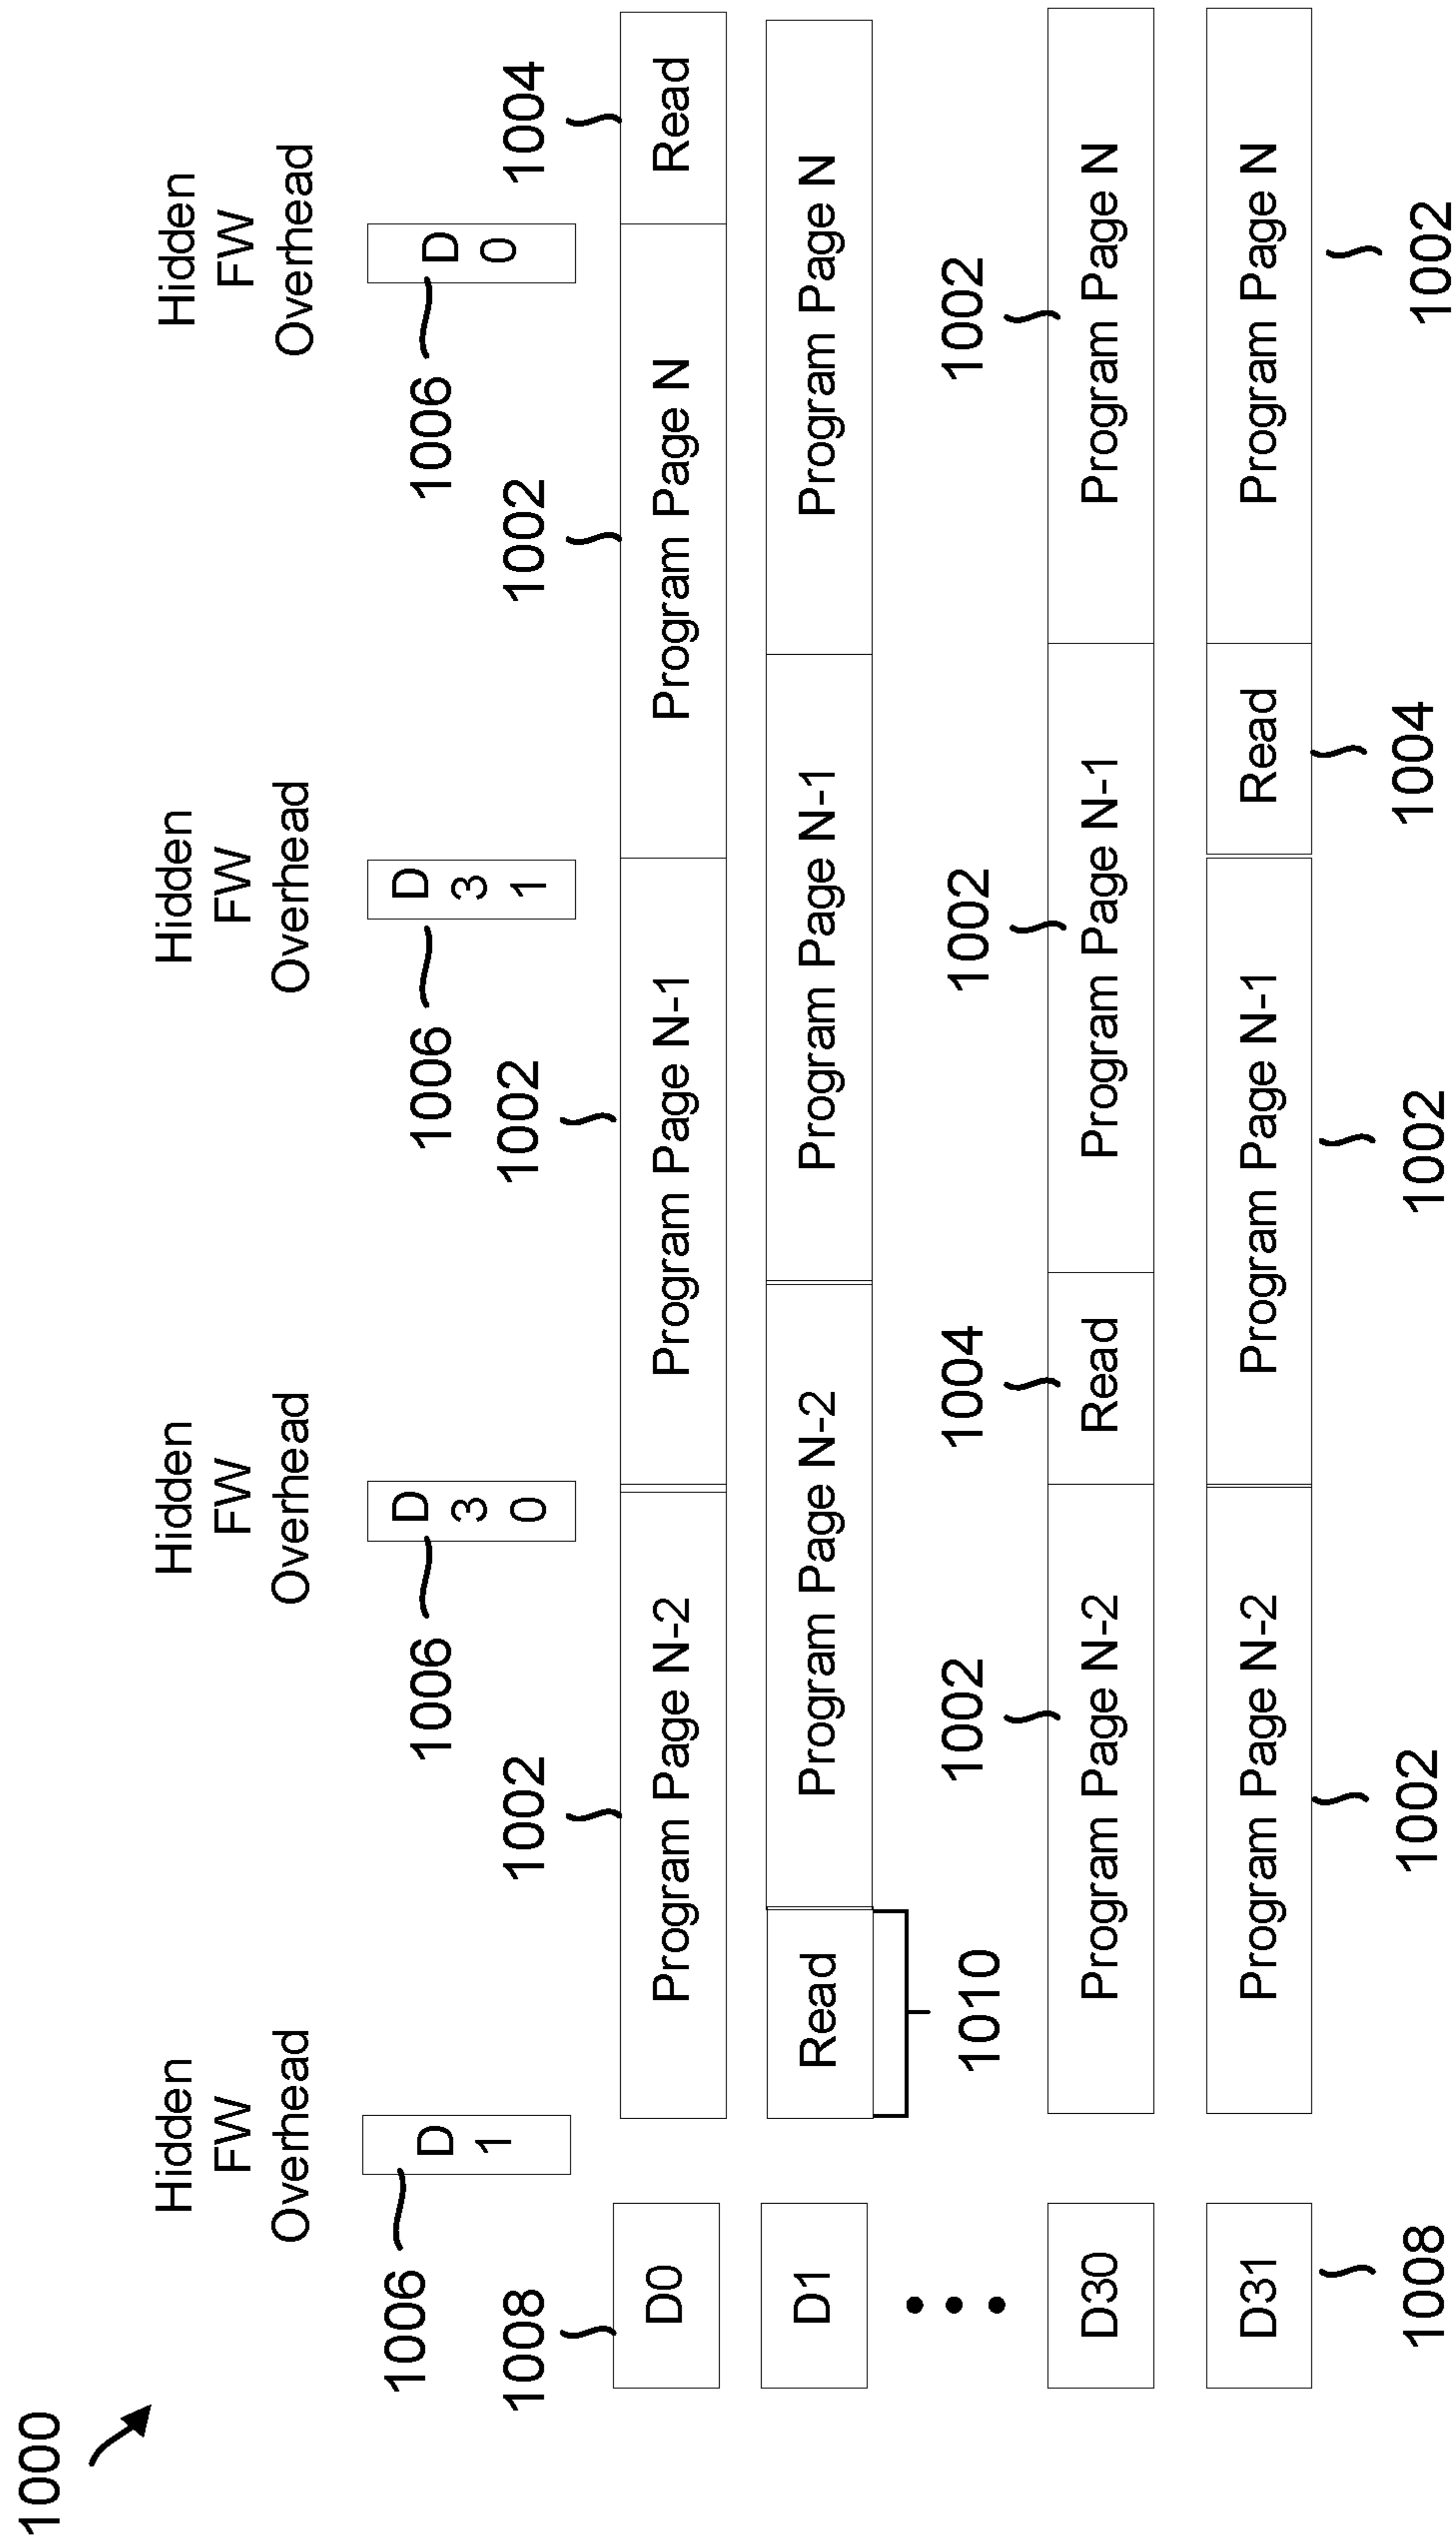 1000
Hidden
FW
Overhead
Hidden
FW
Overhead
Hidden
FW
Overhead
Hidden
FW
Overhead
1006
D
1
1006
D
3
0
1006
D
3
1
1006
D
0
1008
1002
1002
1002
1004
D0
Program Page N-2
Program Page N-1
Program Page N
Read
D1
Read
Program Page N-2
Program Page N-1
Program Page N
1010
1002
1004
1002
1002
D30
Program Page N-2
Read
Program Page N-1
Program Page N
D31
Program Page N-2
Program Page N-1
Read
Program Page N
1008
1002
1002
1004
1002